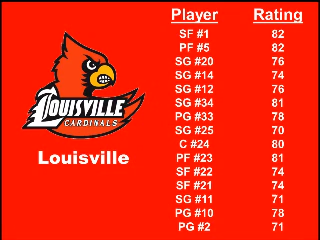 LOUISVILLE
CARDINALS
Louisville
Player Rating
SF #1 82
PF #5 82
SG #20 76
SG #14 74
SG #12 76
SG #34 81
PG #33 78
SG #25 70
C #24 80
PF #23 81
SF #22 74
SF #21 74
SG #11 71
PG #10 78
PG #2 71